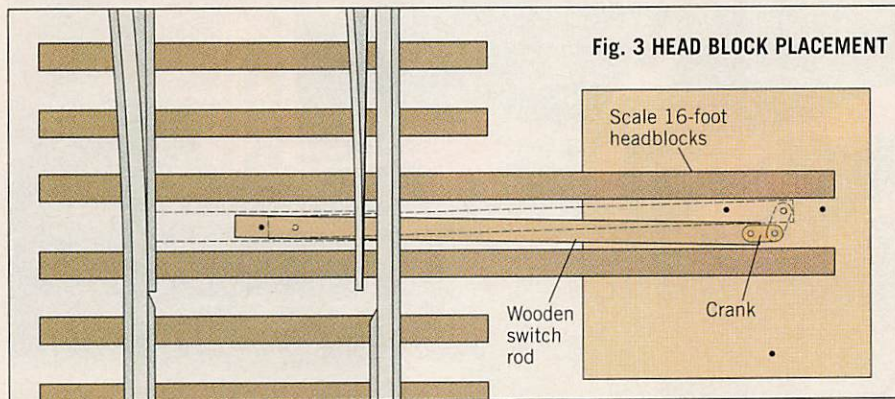 Fig. 3 HEAD BLOCK PLACEMENT
Scale 16-foot
headblocks
Wooden
switch
rod
Crank